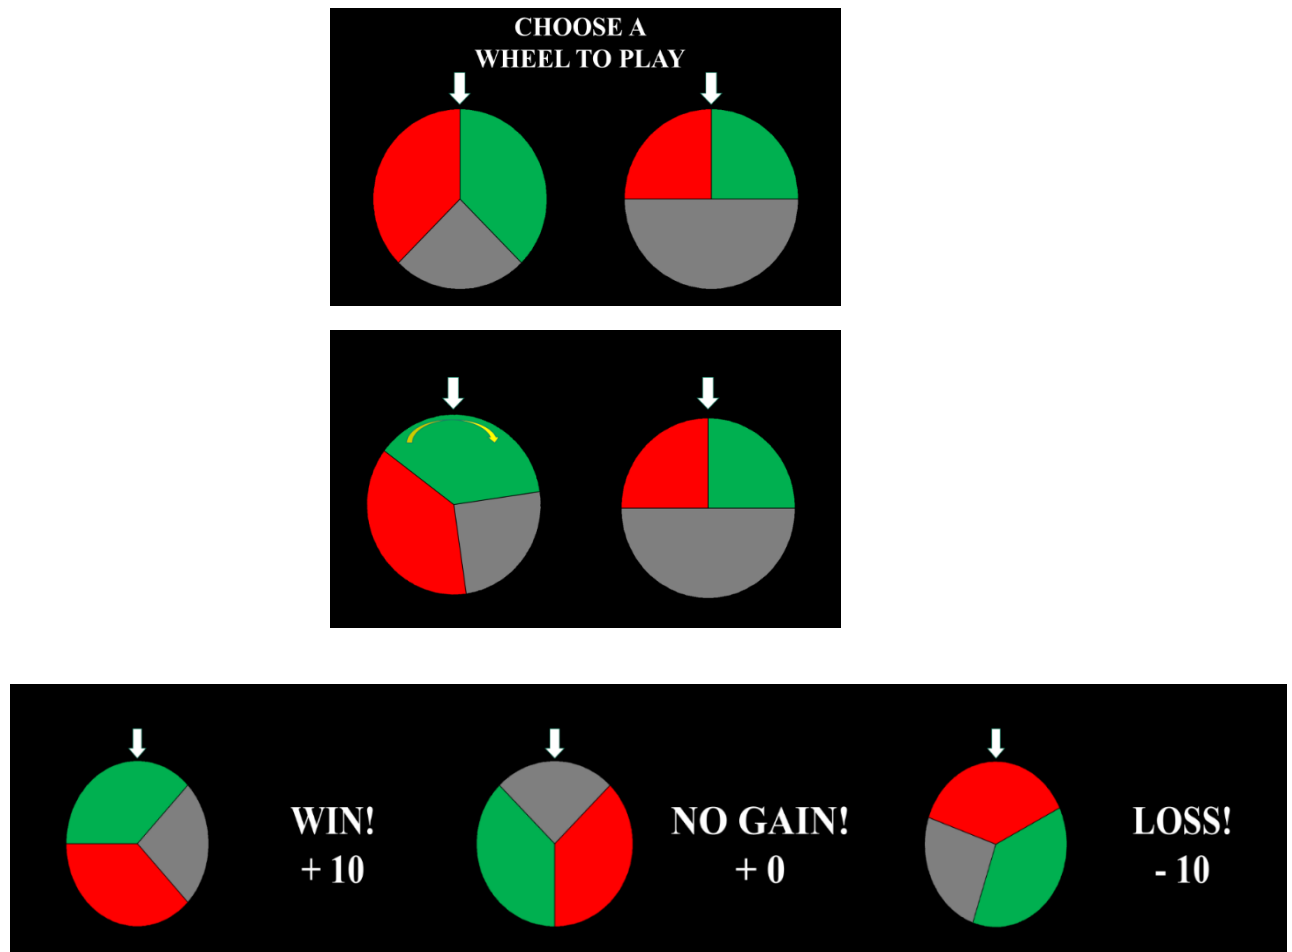 CHOOSE A
WHEEL TO PLAY
WIN!
+ 10
NO GAIN!
+ 0
LOSS!
- 10